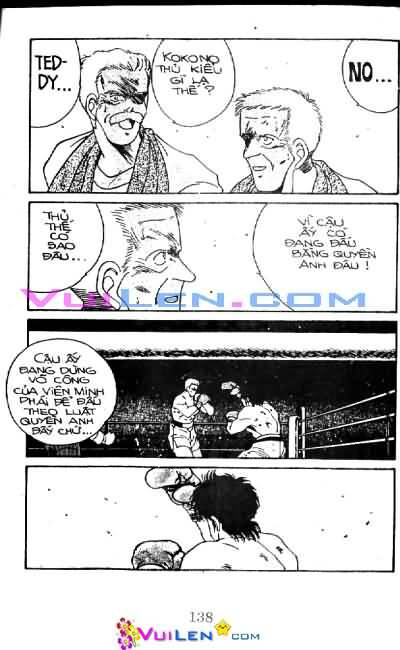 TED-
DY...
KOKONO
THỦ KIỂU
GÌ LẠ
THẾ?
NO...
THỦ
THẾ
CÓ
SAO
ĐÂU...
VÌ CẬU
ẤY CÓ
ĐANG ĐẤU
BẰNG QUYỀN
ANH ĐÂU!
VUILEN.COM
CẬU ẤY
ĐANG DÙNG
VÕ CÔNG
CỦA VIÊN MINH
PHÁI ĐỂ ĐẤU
THEO LUẬT
QUYỀN ANH
ĐẤY CHỨ...
138
VUILEN.COM